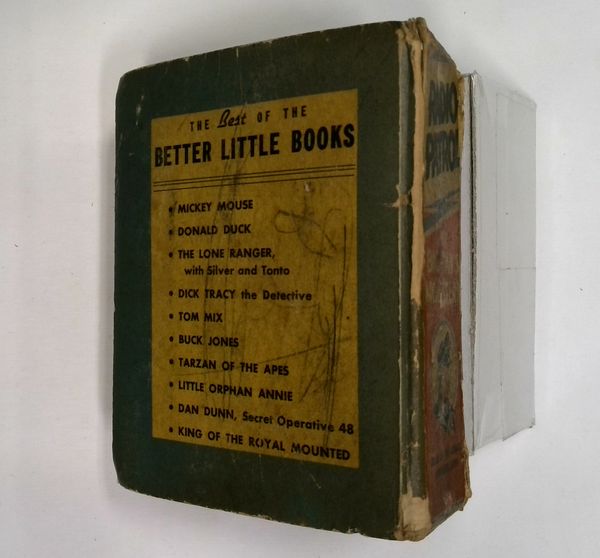 THE Best OF THE
BETTER LITTLE BOOKS
• MICKEY MOUSE
• DONALD DUCK
• THE LONE RANGER,
with Silver and Tonto
• DICK TRACY the Detective
• TOM MIX
• BUCK JONES
• TARZAN OF THE APES
• LITTLE ORPHAN ANNIE
• DAN DUNN, Secret Operative 48
• KING OF THE ROYAL MOUNTED
RADIO
PATROL